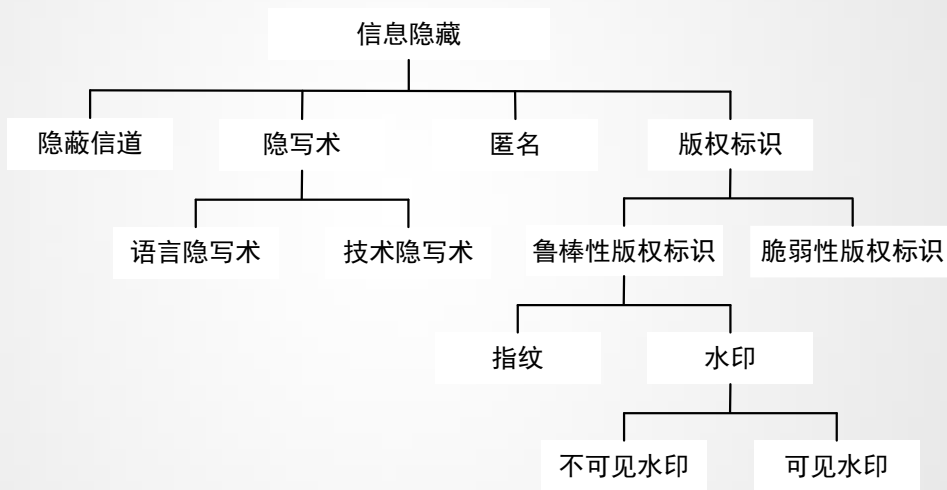 信息隐藏
隐蔽信道
隐写术
匿名
版权标识
语言隐写术
技术隐写术
鲁棒性版权标识
脆弱性版权标识
指纹
水印
不可见水印
可见水印